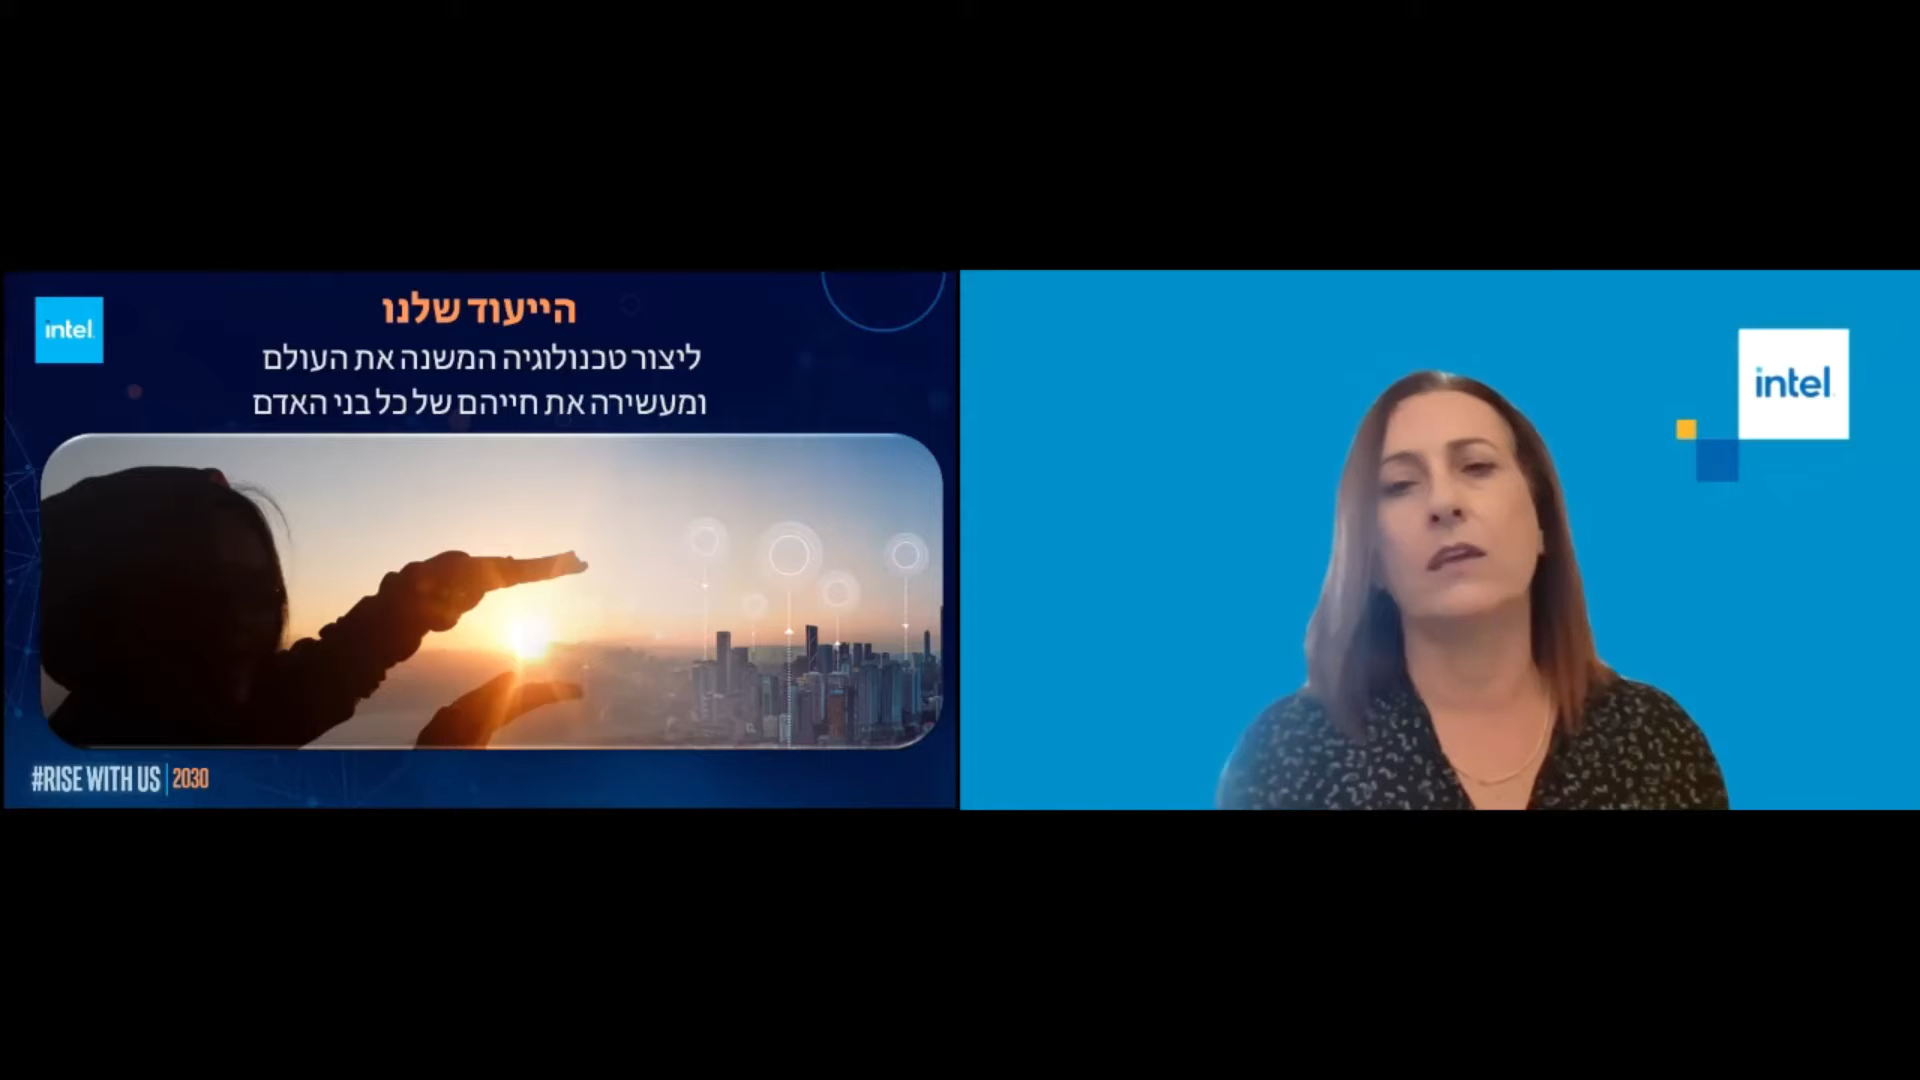 intel
הייעוד שלנו
ליצור טכנולוגיה המשנה את העולם
ומעשירה את חייהם של כל בני האדם
#RISE WITH US | 2030
intel